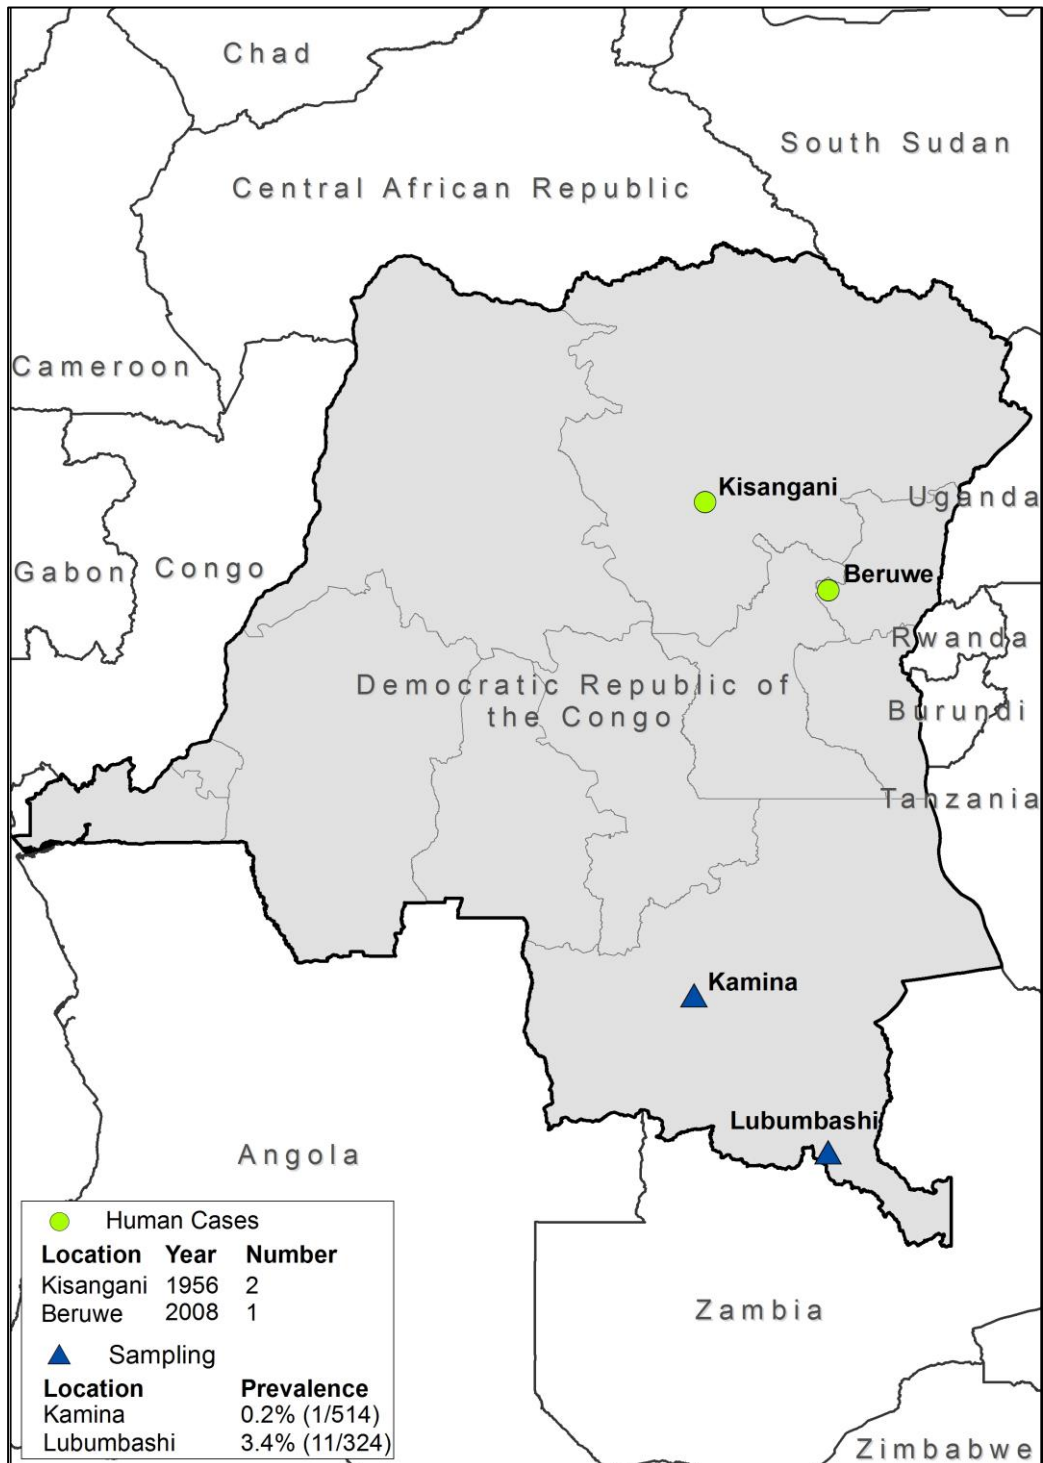 Chad
South Sudan
Central African Republic
Cameroon
Kisangani
Uganda
Gabon
Congo
Beruwe
Rwanda
Democratic Republic of
the Congo
Burundi
Tanzania
Kamina
Lubumbashi
Angola
Human Cases
Location Year Number
Kisangani 1956 2
Beruwe 2008 1
Sampling
Location Prevalence
Kamina 0.2% (1/514)
Lubumbashi 3.4% (11/324)
Zambia
Zimbabwe